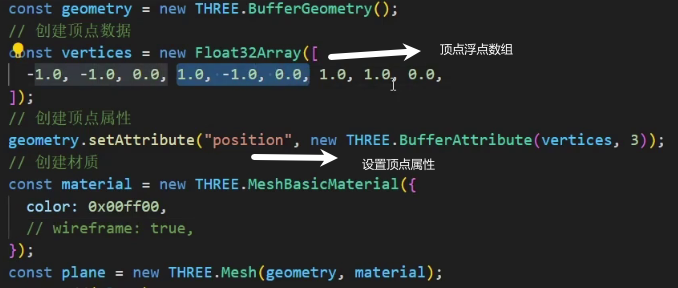 const geometry = new THREE.BufferGeometry();
// 创建顶点数据
const vertices = new Float32Array([
顶点浮点数组
-1.0, -1.0, 0.0, 1.0, -1.0, 0.0, 1.0, 1.0, 0.0,
]);
// 创建顶点属性
geometry.setAttribute("position", new THREE.BufferAttribute(vertices, 3));
// 创建材质
设置顶点属性
const material = new THREE.MeshBasicMaterial({
color: 0x00ff00,
// wireframe: true,
});
const plane = new THREE.Mesh(geometry, material);